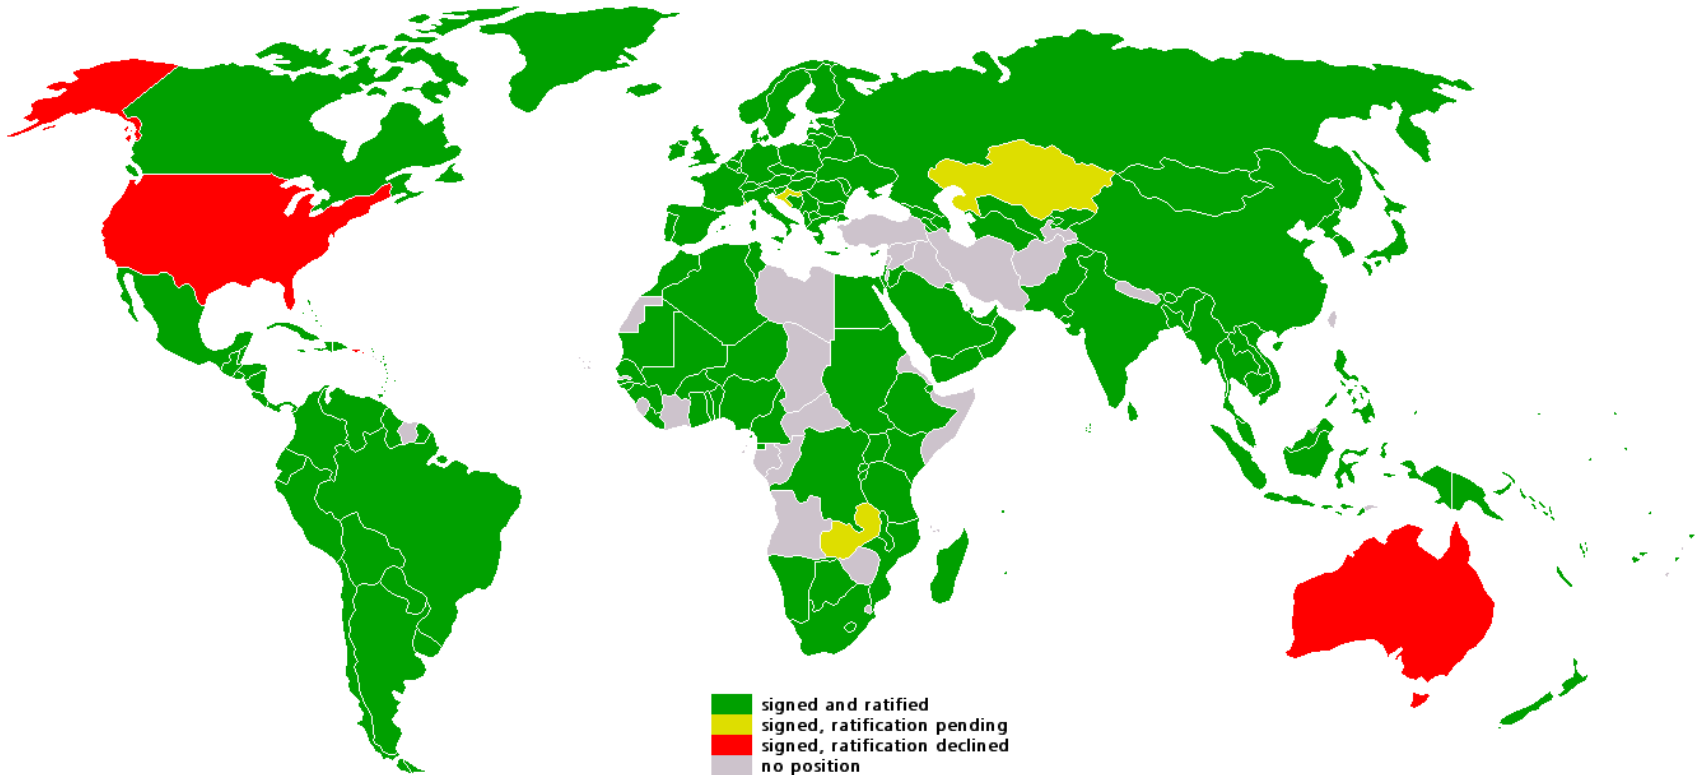 signed and ratified
signed, ratification pending
signed, ratification declined
no position